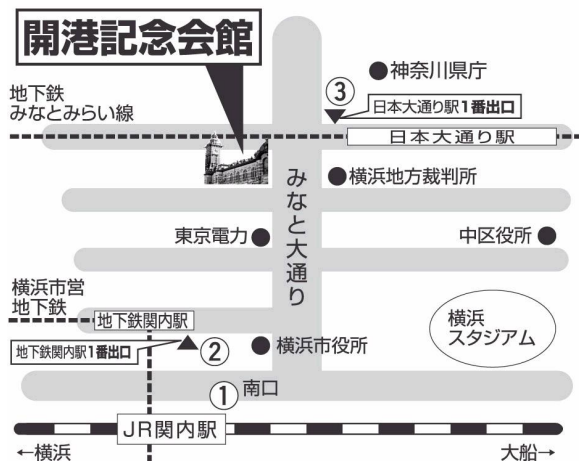 開港記念会館
神奈川県庁
③
地下鉄
みなとみらい線
日本大通り駅1番出口
日本大通り駅
みなと大通り
横浜地方裁判所
東京電力
中区役所
横浜市営
地下鉄
地下鉄関内駅
地下鉄関内駅1番出口
②
横浜市役所
横浜
スタジアム
①
南口
JR関内駅
←横浜
大船→